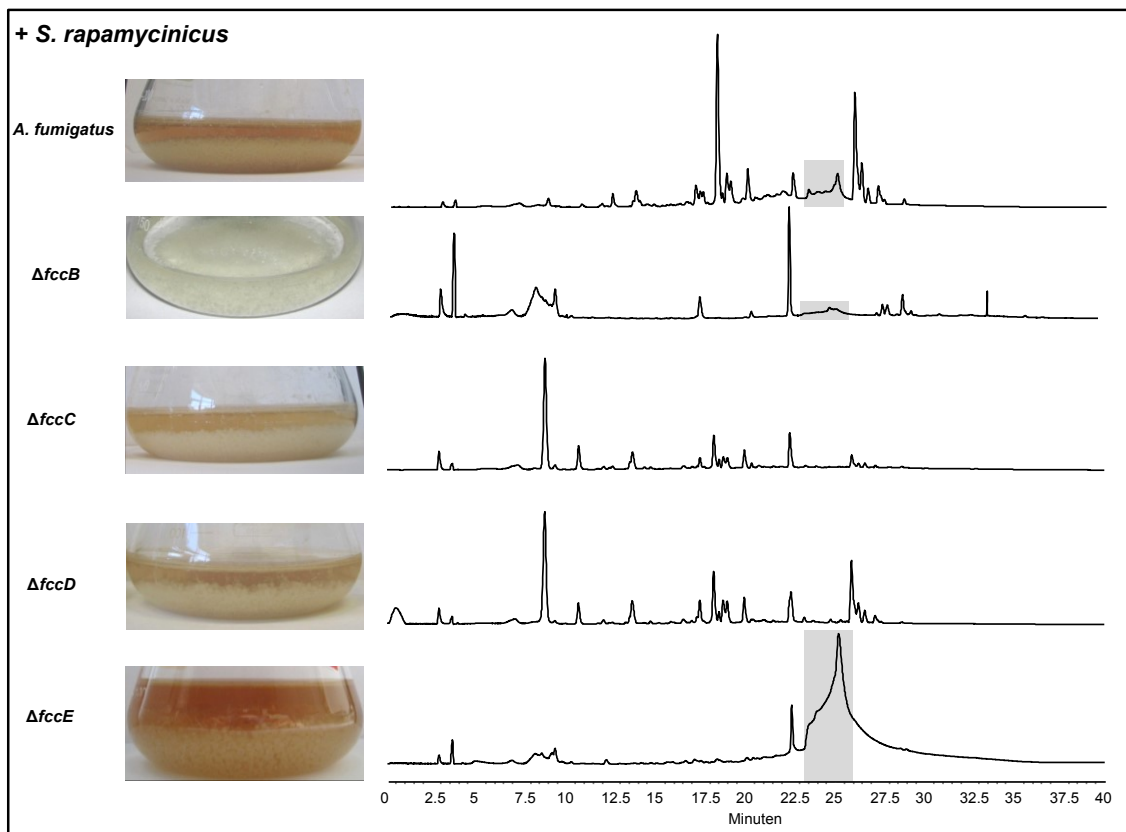 + S. rapamycinicus
A. fumigatus
ΔfccB
ΔfccC
ΔfccD
ΔfccE
0 2.5 5 7.5 10 12.5 15 17.5 20 22.5 25 27.5 30 32.5 35 37.5 40
Minuten